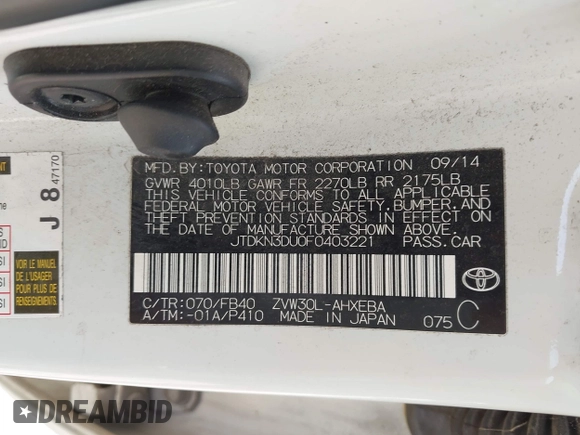 MFD.BY:TOYOTA MOTOR CORPORATION 09/14
GVWR 4010LB GAWR FR 2270LB RR 2175LB
THIS VEHICLE CONFORMS TO ALL APPLICABLE
FEDERAL MOTOR VEHICLE SAFETY,BUMPER,AND
THEFT PREVENTION STANDARDS IN EFFECT ON
THE DATE OF MANUFACTURE SHOWN ABOVE.
JTDKN3DU0F0403221 PASS.CAR
C/TR:070/FB40 ZVW30L-AHXEBA
A/TM:-01A/P410 MADE IN JAPAN 075 C
J 8 47170
VOIR LE
MANUEL
DE L'USAGER
POUR PLUS DE
RENSEIGNEMENTS
DREAMBID